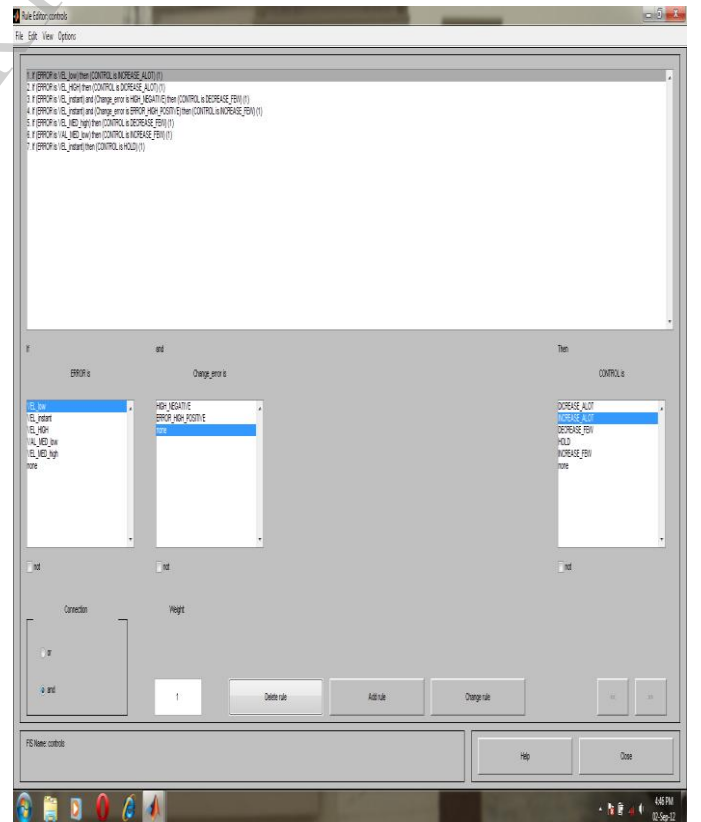 Rule Editor: controls
File Edit View Options
1. If (ERROR is VEL_low) then (CONTROL is INCREASE_ALOT) (1)
2. If (ERROR is VEL_HIGH) then (CONTROL is DCREASE_ALOT) (1)
3. If (ERROR is VEL_instant) and (Change_error is HIGH_NEGATIVE) then (CONTROL is DECREASE_FEW) (1)
4. If (ERROR is VEL_instant) and (Change_error is ERROR_HIGH_POSITIVE) then (CONTROL is INCREASE_FEW) (1)
5. If (ERROR is VEL_MED_high) then (CONTROL is DECREASE_FEW) (1)
6. If (ERROR is VAL_MED_low) then (CONTROL is INCREASE_FEW) (1)
7. If (ERROR is VEL_instant) then (CONTROL is HOLD) (1)
If and Then
ERROR is Change_error is CONTROL is
VEL_low
VEL_instant
VEL_HIGH
VAL_MED_low
VEL_MED_high
none
HIGH_NEGATIVE
ERROR_HIGH_POSITIVE
none
DCREASE_ALOT
INCREASE_ALOT
DECREASE_FEW
HOLD
INCREASE_FEW
none
not not not
Connection Weight:
or
and 1 Delete rule Add rule Change rule << >>
FIS Name: controls Help Close
4:46 PM
02-Sep-12